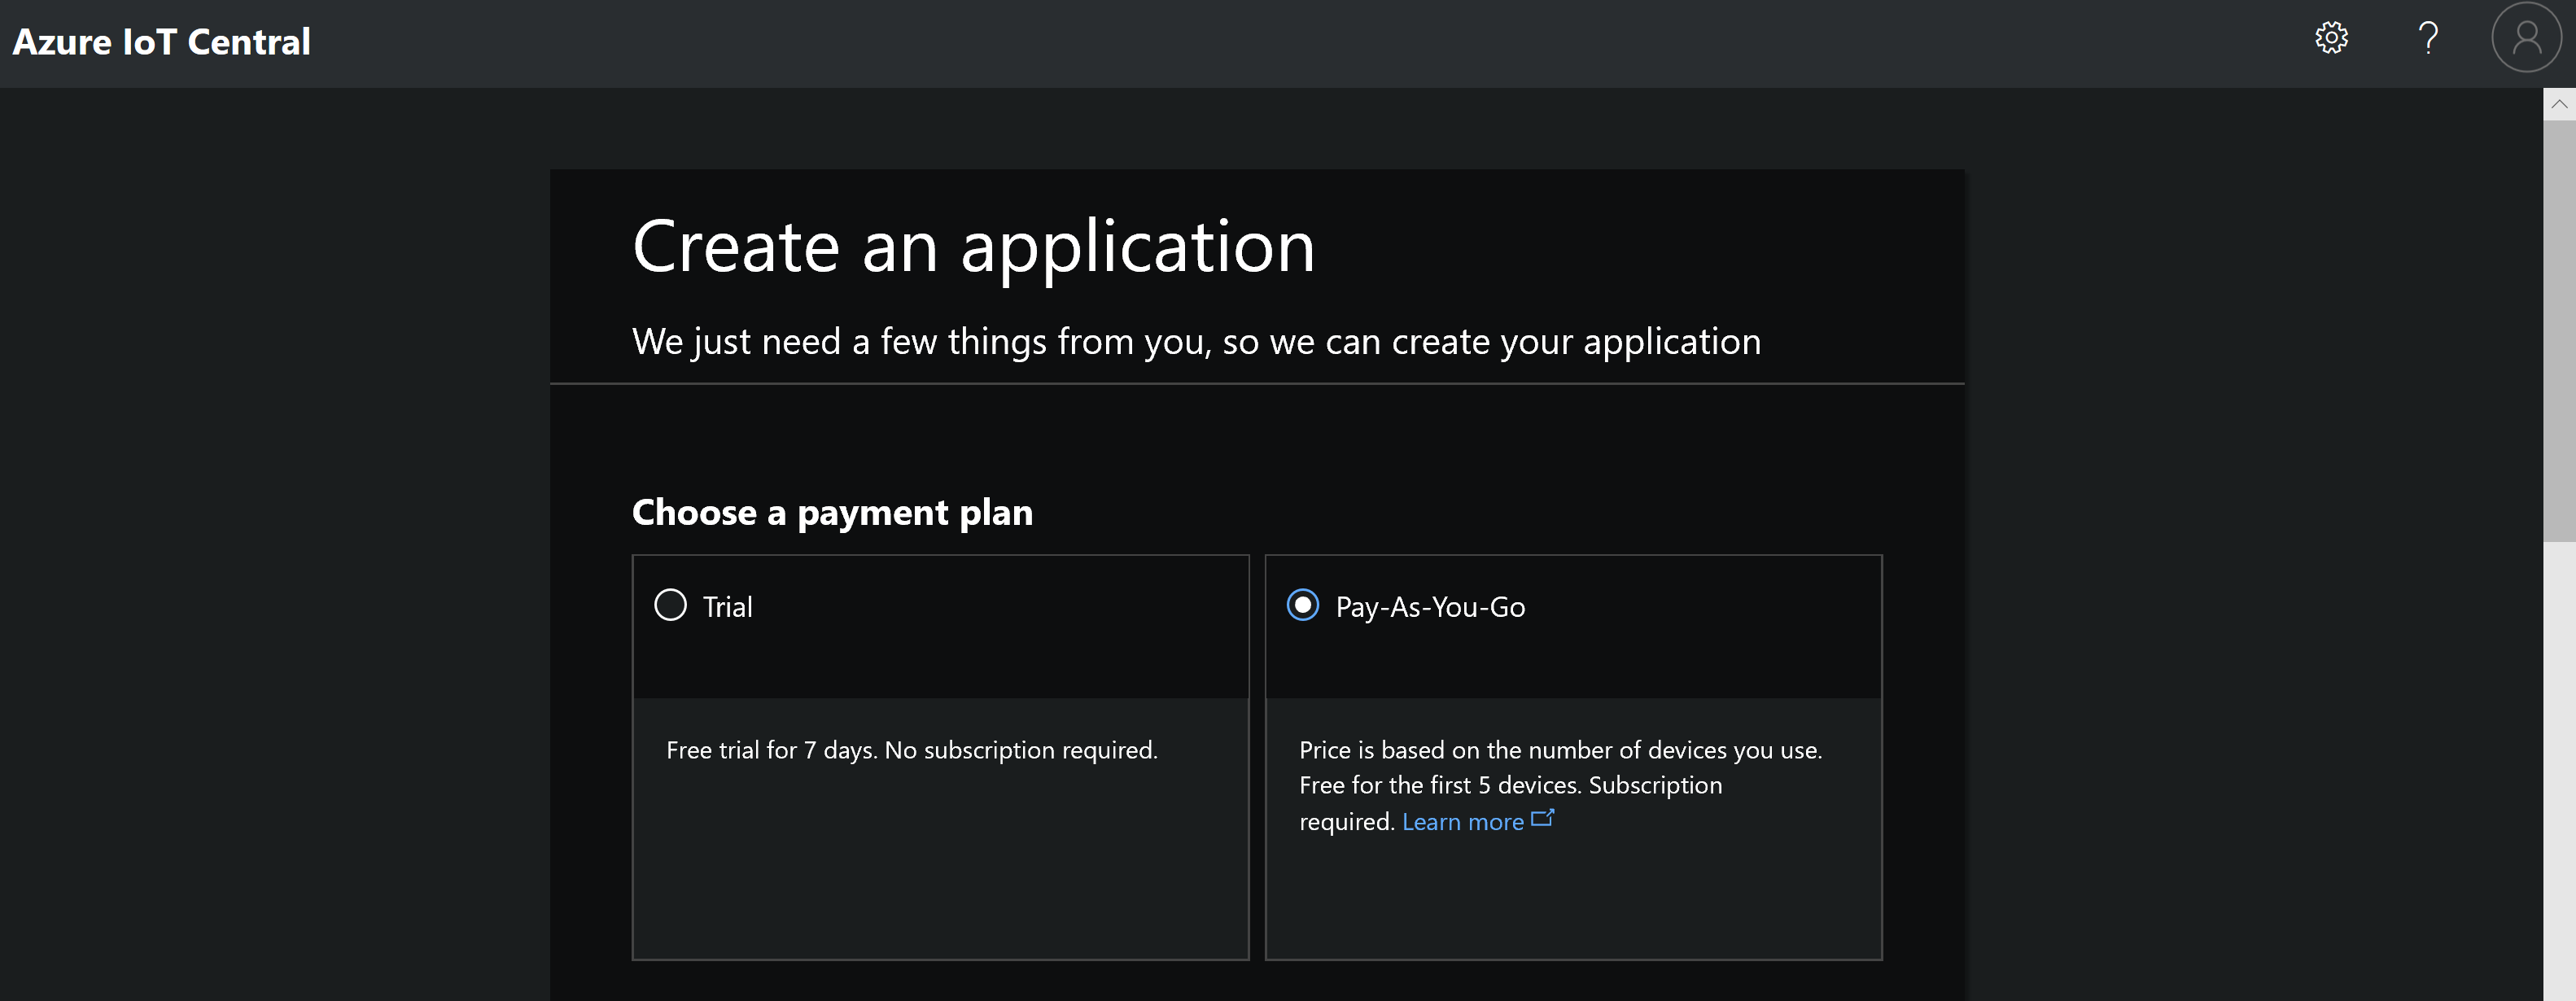 Azure IoT Central
Create an application
We just need a few things from you, so we can create your application
Choose a payment plan
Trial
Free trial for 7 days. No subscription required.
Pay-As-You-Go
Price is based on the number of devices you use.
Free for the first 5 devices. Subscription
required. Learn more